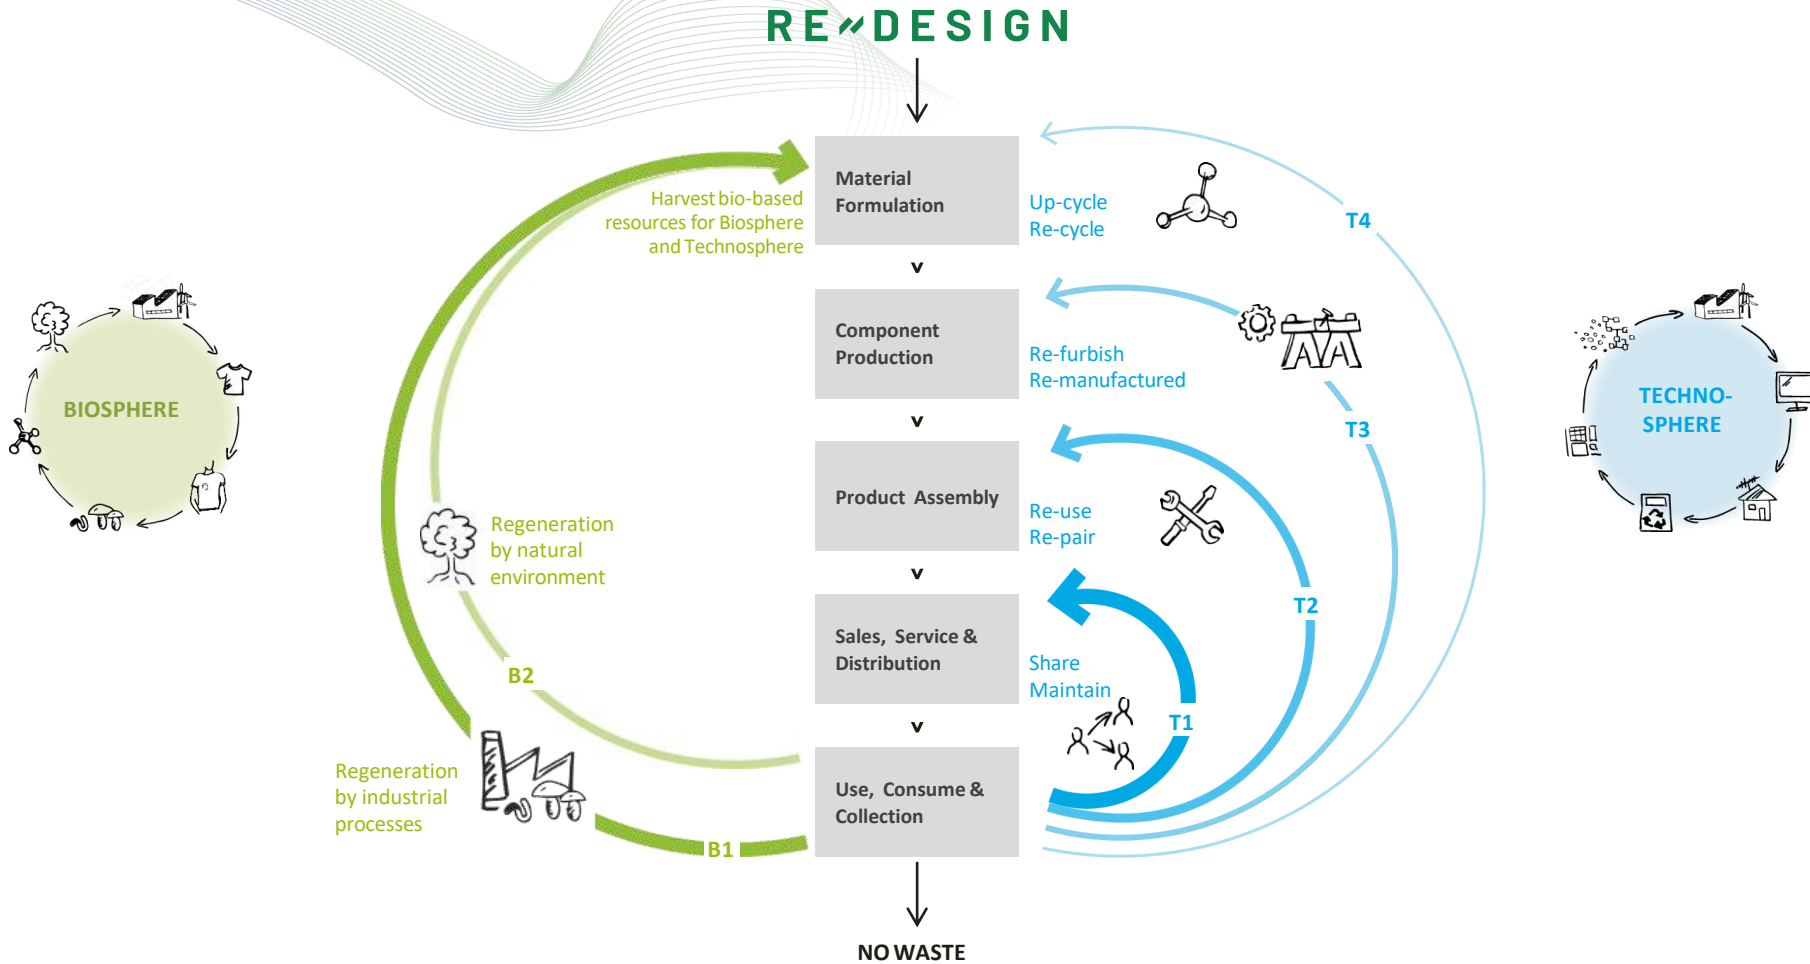 RE DESIGN
Material
Formulation
Harvest bio-based
resources for Biosphere
and Technosphere
Up-cycle
Re-cycle
T4
v
Component
Production
Re-furbish
Re-manufactured
T3
v
BIOSPHERE
TECHNO-
SPHERE
Product Assembly
Re-use
Re-pair
Regeneration
by natural
environment
v
T2
Sales, Service &
Distribution
Share
Maintain
B2
T1
v
Regeneration
by industrial
processes
Use, Consume &
Collection
B1
NO WASTE